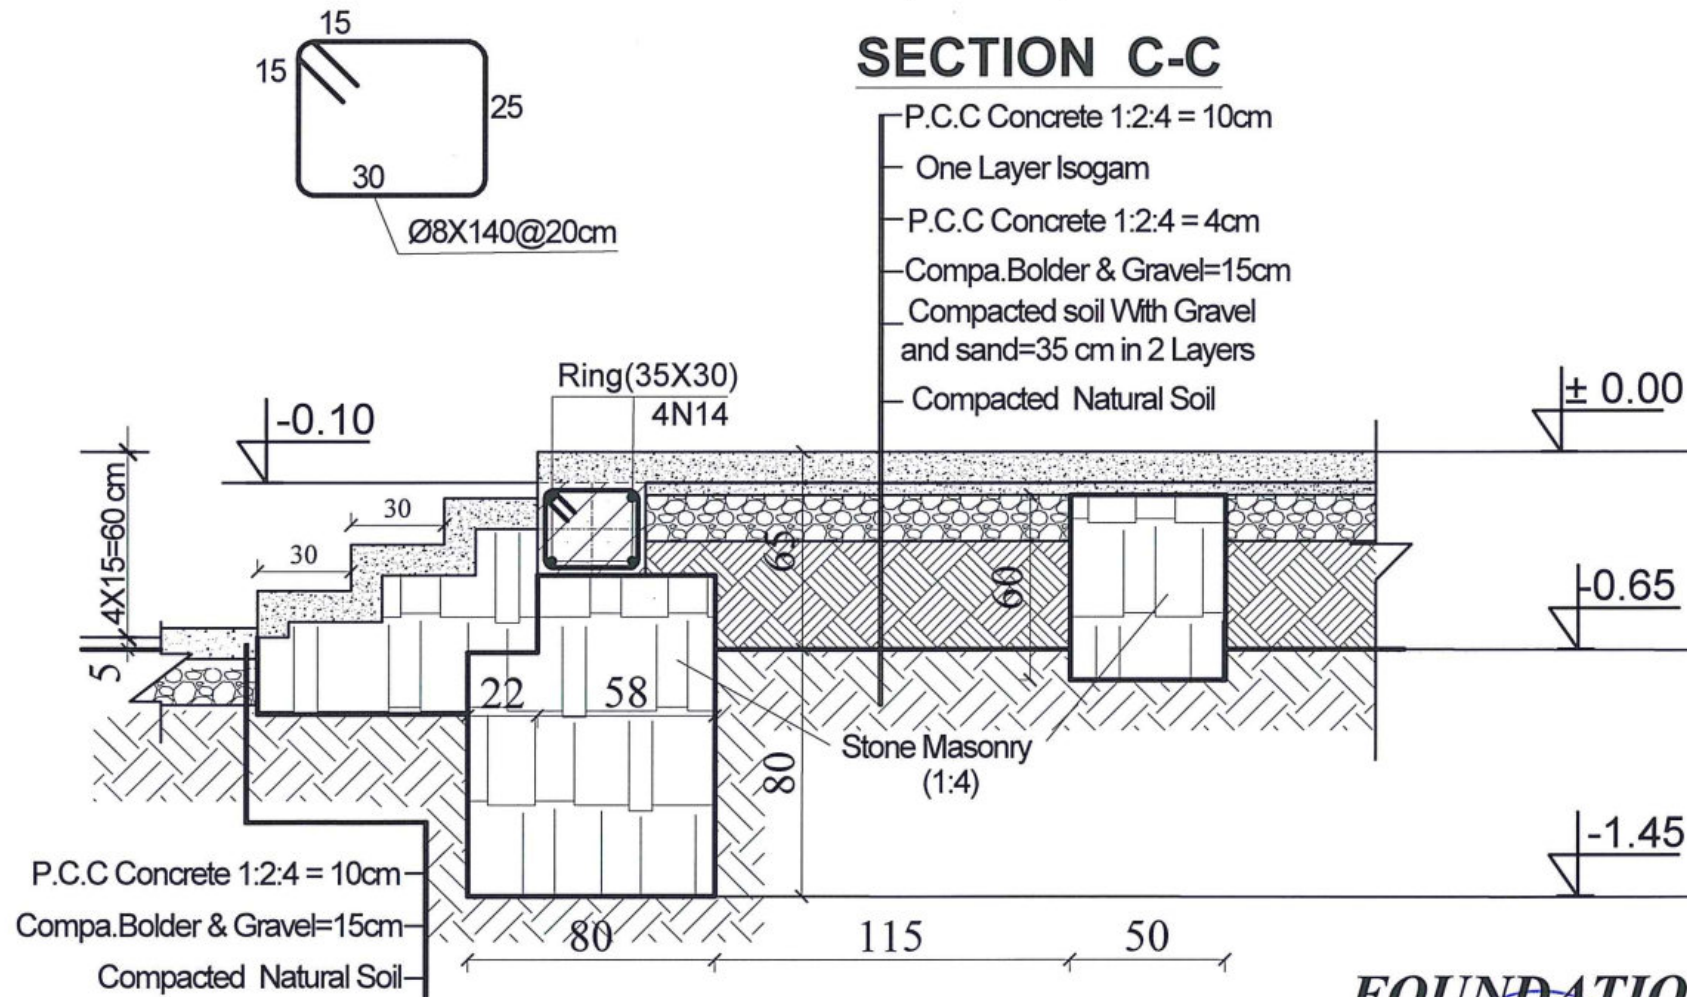 15
15
25
30
Ø8X140@20cm
SECTION C-C
P.C.C Concrete 1:2:4 = 10cm
One Layer Isogam
P.C.C Concrete 1:2:4 = 4cm
Compa.Bolder & Gravel=15cm
Compacted soil With Gravel
and sand=35 cm in 2 Layers
Compacted Natural Soil
Ring(35X30)
4N14
-0.10
± 0.00
4X15=60 cm
30
30
65
60
-0.65
5
22
58
Stone Masonry
(1:4)
80
-1.45
P.C.C Concrete 1:2:4 = 10cm
Compa.Bolder & Gravel=15cm
Compacted Natural Soil
80
115
50
FOUNDATIO